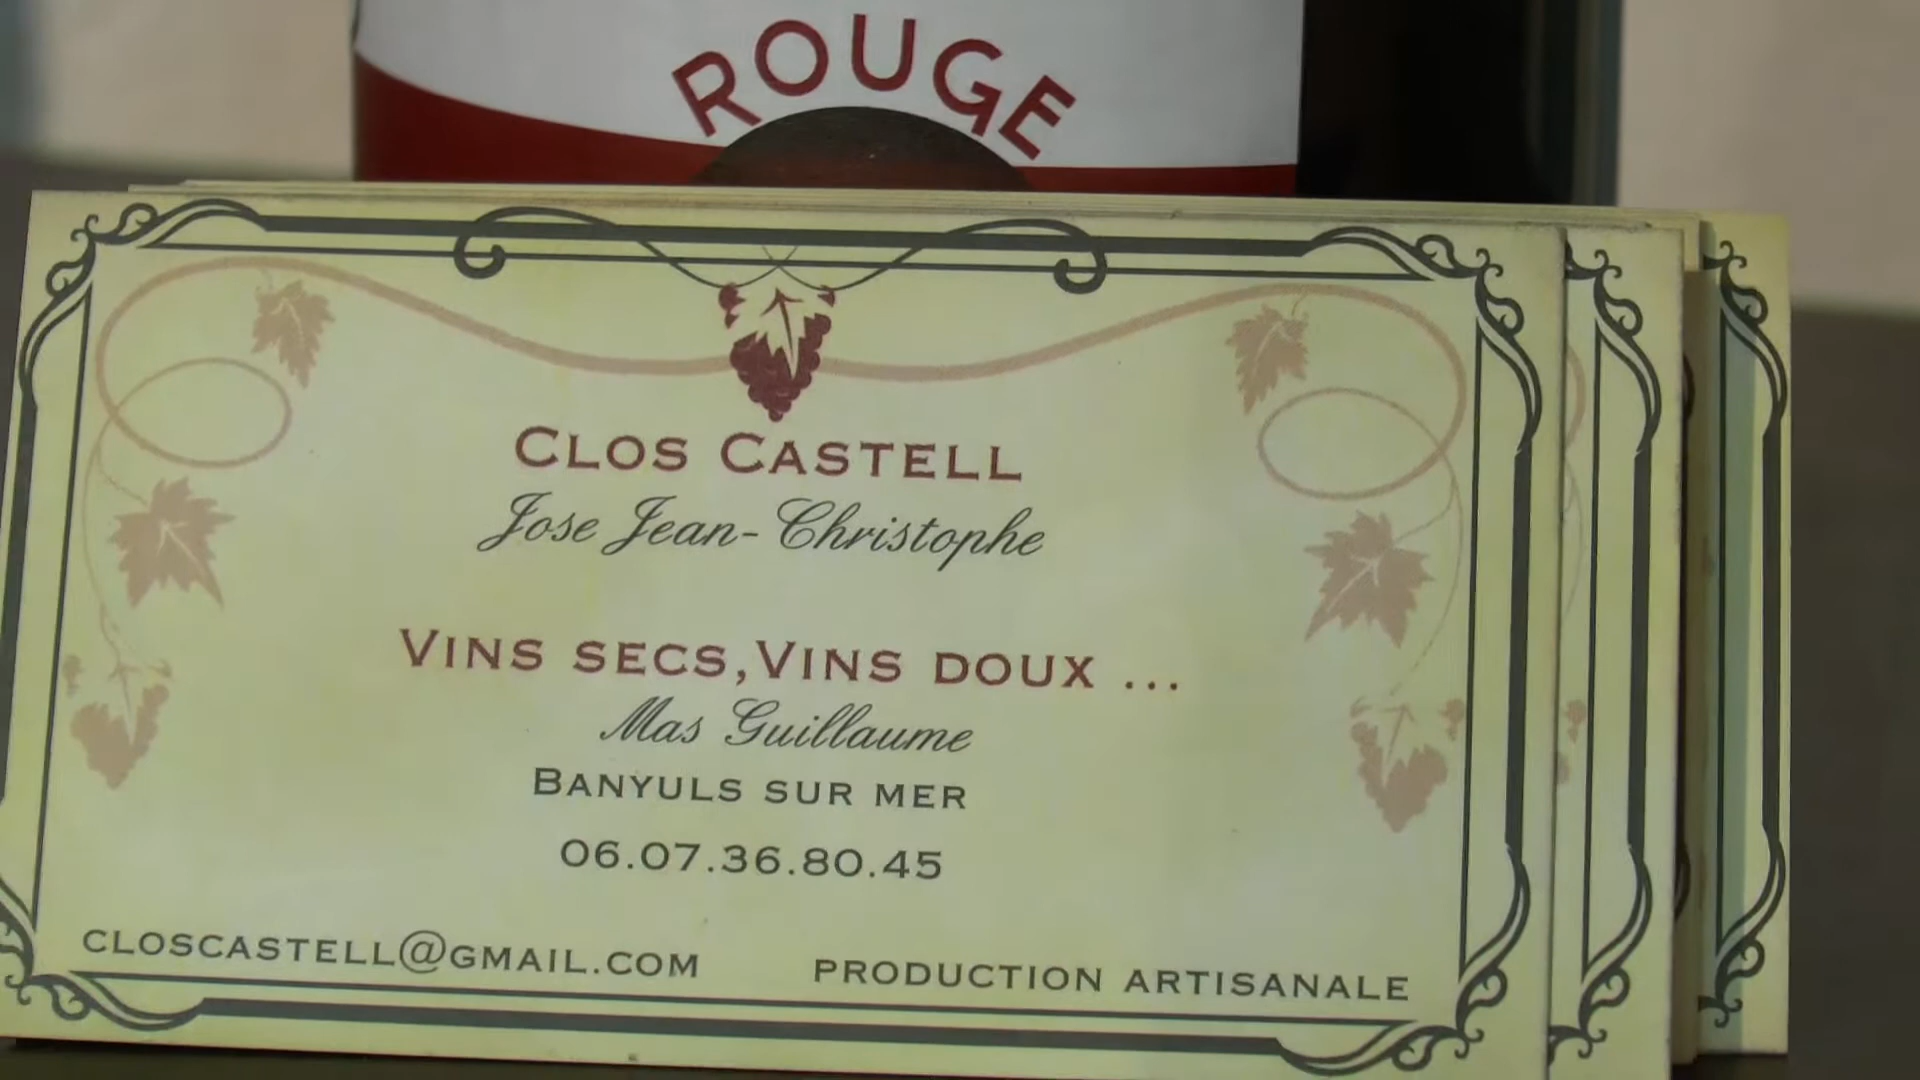 ROUGE
CLOS CASTELL
Jose Jean-Christophe
VINS SECS,VINS DOUX ...
Mas Guillaume
BANYULS SUR MER
06.07.36.80.45
CLOSCASTELL@GMAIL.COM
PRODUCTION ARTISANALE